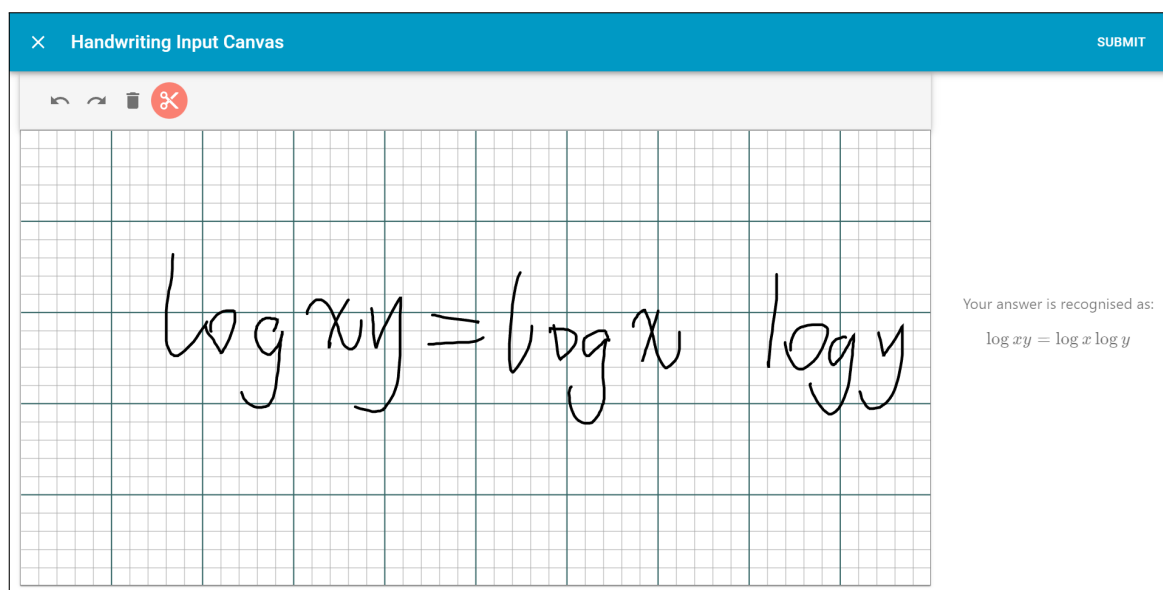 Handwriting Input Canvas
SUBMIT
log xy = log x log y
Your answer is recognised as:
log xy = log x log y